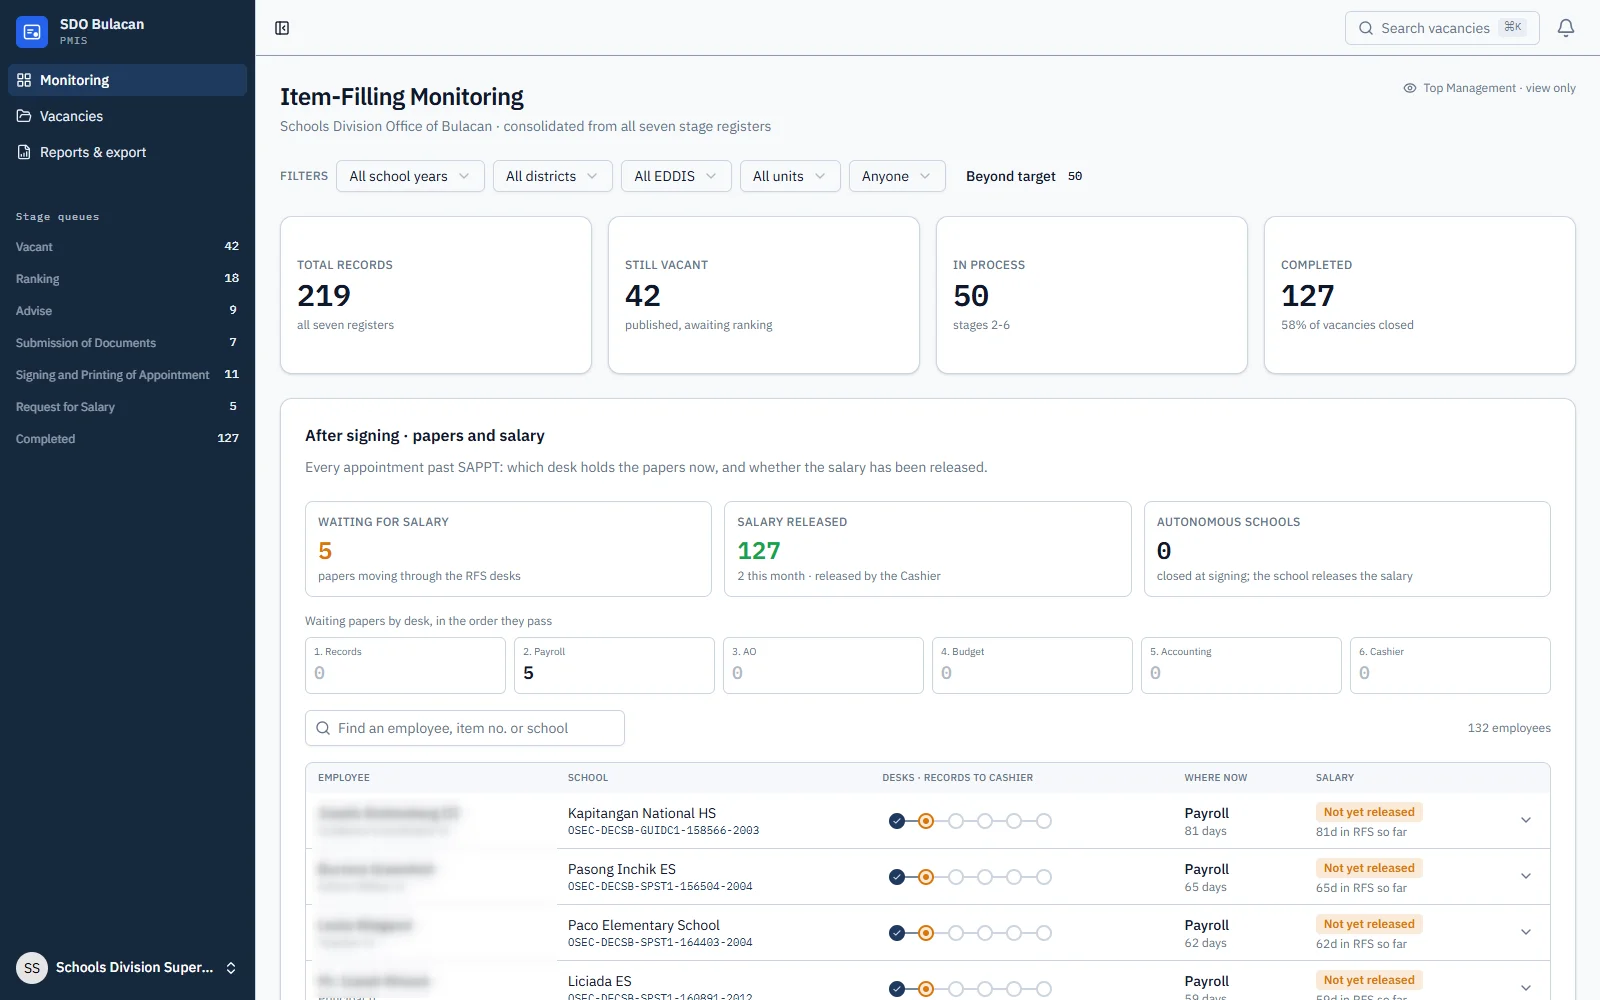 SDO Bulacan
PMIS
Monitoring
Vacancies
Reports & export
Stage queues
Vacant 42
Ranking 18
Advise 9
Submission of Documents 7
Signing and Printing of Appointment 11
Request for Salary 5
Completed 127
SS Schools Division Super...
Search vacancies ⌘K
Item-Filling Monitoring
Top Management · view only
Schools Division Office of Bulacan · consolidated from all seven stage registers
FILTERS All school years All districts All EDDIS All units Anyone Beyond target 50
TOTAL RECORDS
219
all seven registers
STILL VACANT
42
published, awaiting ranking
IN PROCESS
50
stages 2-6
COMPLETED
127
58% of vacancies closed
After signing · papers and salary
Every appointment past SAPPT: which desk holds the papers now, and whether the salary has been released.
WAITING FOR SALARY
5
papers moving through the RFS desks
SALARY RELEASED
127
2 this month · released by the Cashier
AUTONOMOUS SCHOOLS
0
closed at signing; the school releases the salary
Waiting papers by desk, in the order they pass
1. Records
0
2. Payroll
5
3. AO
0
4. Budget
0
5. Accounting
0
6. Cashier
0
Find an employee, item no. or school
132 employees
EMPLOYEE SCHOOL DESKS · RECORDS TO CASHIER WHERE NOW SALARY
Kapitangan National HS Payroll Not yet released
OSEC-DECSB-GUIDC1-158566-2003 81 days 81d in RFS so far
Pasong Inchik ES Payroll Not yet released
OSEC-DECSB-SPST1-156504-2004 65 days 65d in RFS so far
Paco Elementary School Payroll Not yet released
OSEC-DECSB-SPST1-164403-2004 62 days 62d in RFS so far
Liciada ES Payroll Not yet released
OSEC-DECSB-SPST1-160891-2012 59 days 59d in RFS so far